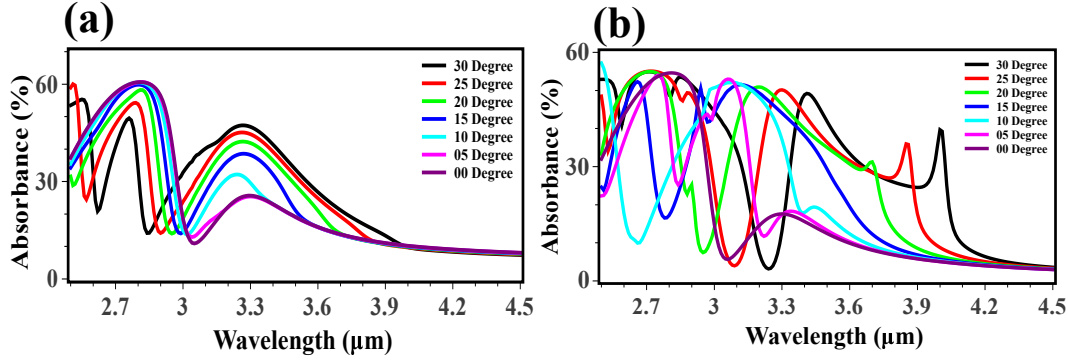 (a)
Absorbance (%)
60
30
0
30 Degree
25 Degree
20 Degree
15 Degree
10 Degree
05 Degree
00 Degree
2.7 3 3.3 3.6 3.9 4.2 4.5
Wavelength (µm)
(b)
Absorbance (%)
60
30
0
30 Degree
25 Degree
20 Degree
15 Degree
10 Degree
05 Degree
00 Degree
2.7 3 3.3 3.6 3.9 4.2 4.5
Wavelength (µm)